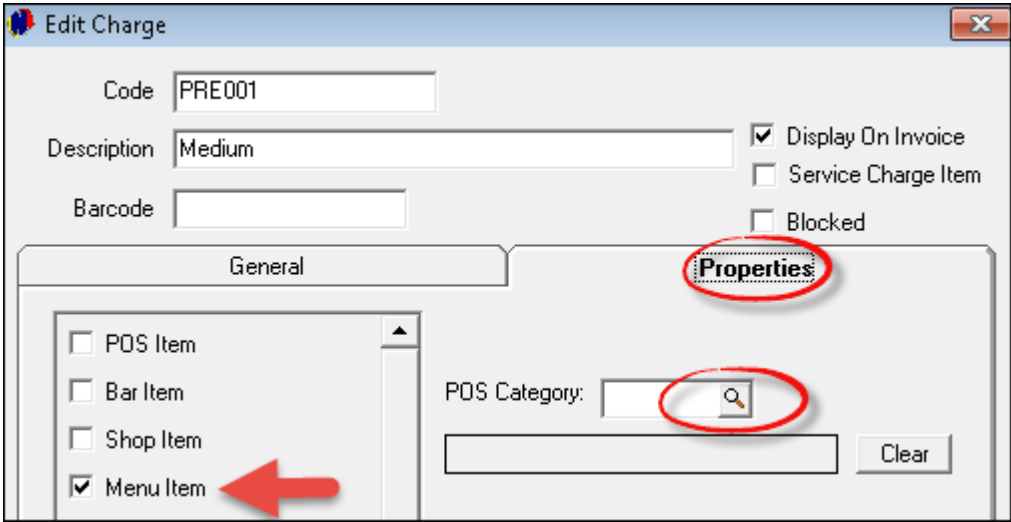 Edit Charge
Code PRE001
Description Medium
Display On Invoice
Service Charge Item
Barcode
Blocked
General Properties
POS Item
Bar Item
POS Category:
Shop Item
Clear
Menu Item